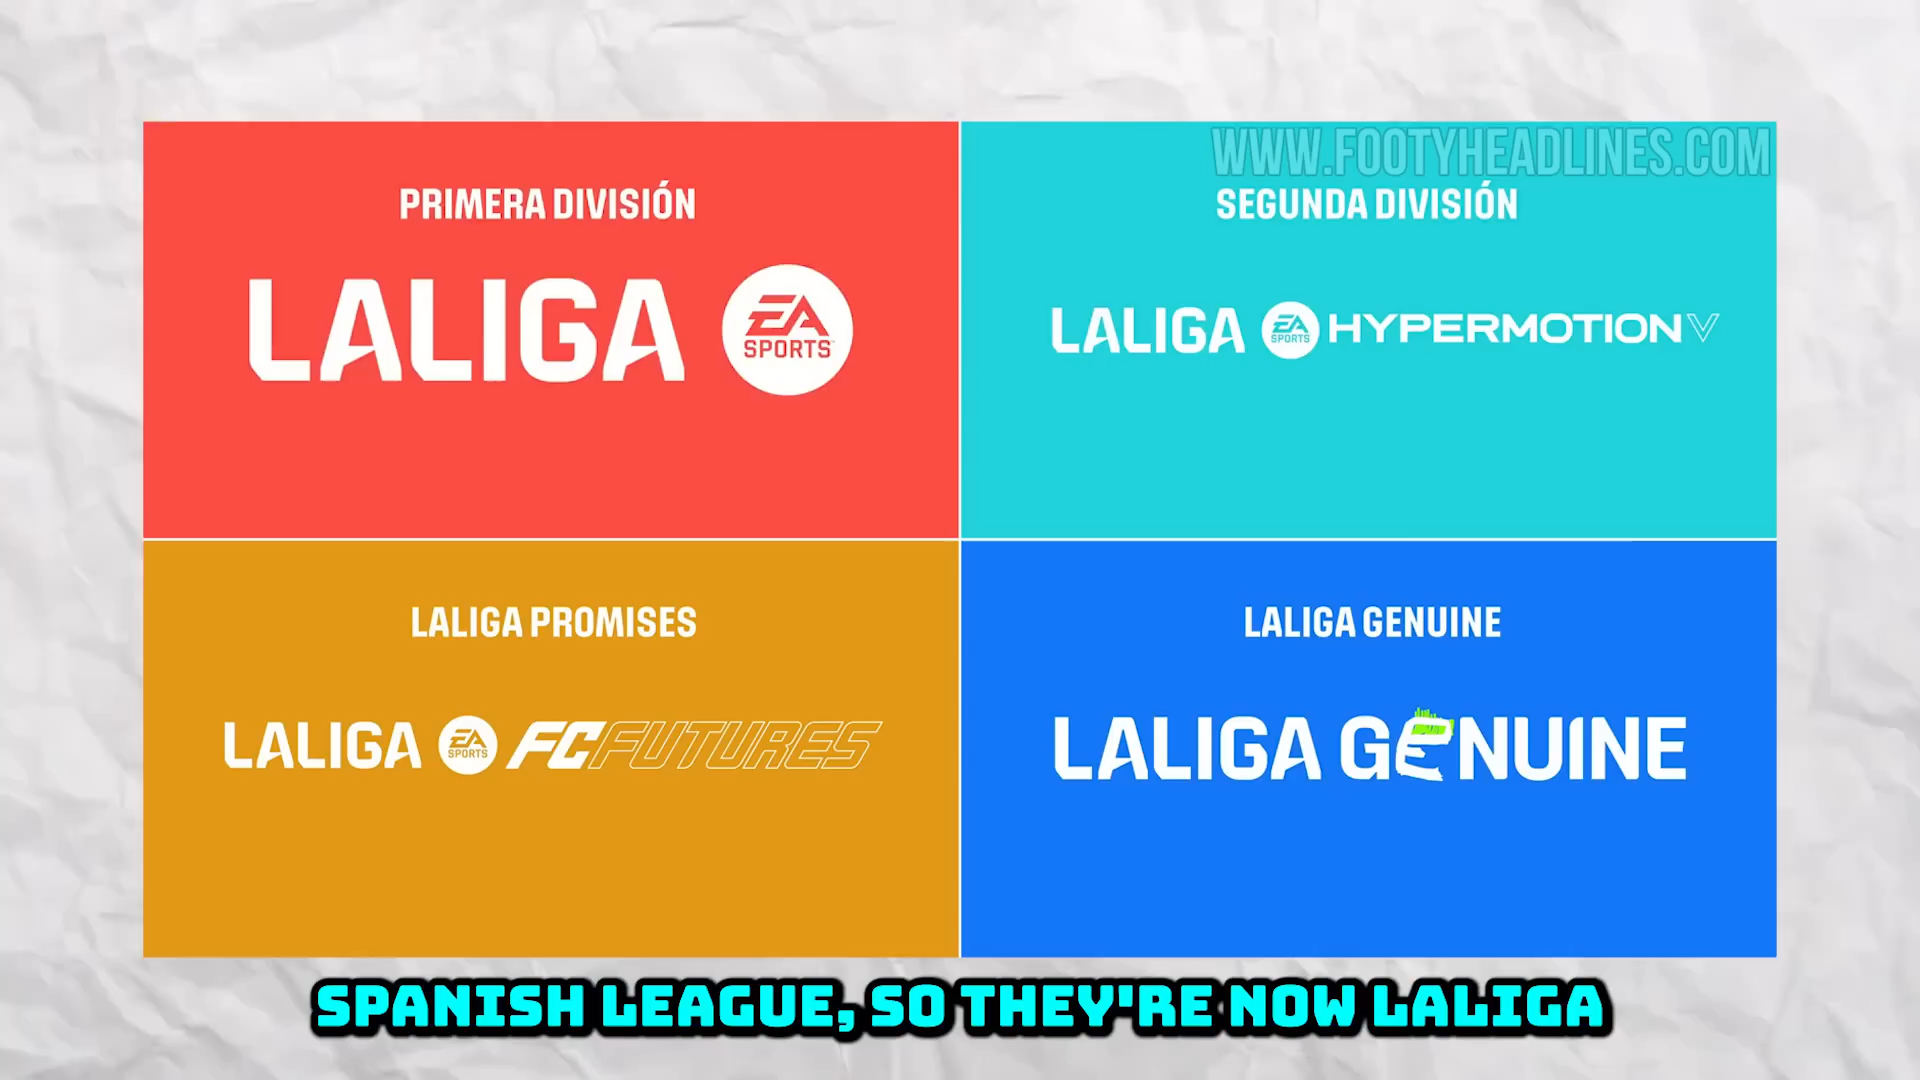 WWW.FOOTYHEADLINES.COM
PRIMERA DIVISIÓN
LALIGA EA SPORTS
SEGUNDA DIVISIÓN
LALIGA EA SPORTS HYPERMOTION V
LALIGA PROMISES
LALIGA EA SPORTS FC FUTURES
LALIGA GENUINE
LALIGA GENUINE
SPANISH LEAGUE, SO THEY'RE NOW LALIGA